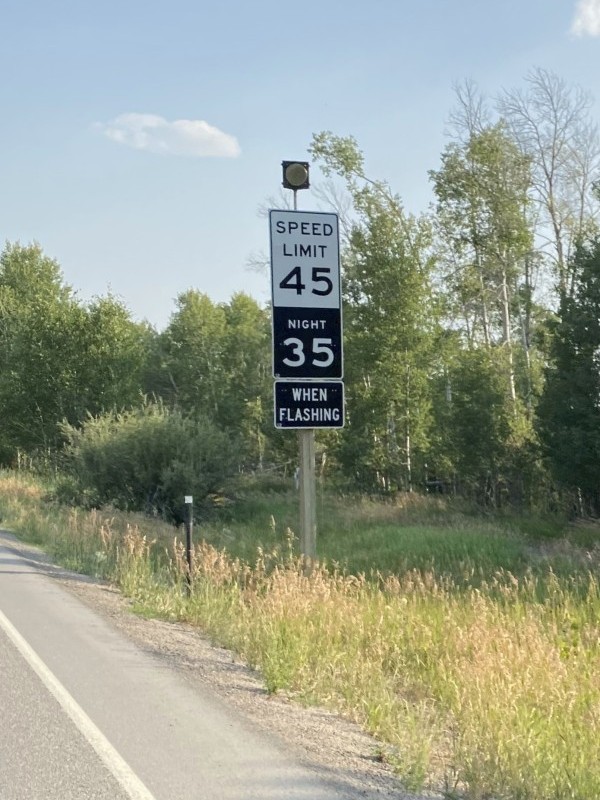 SPEED
LIMIT
45
NIGHT
35
WHEN
FLASHING